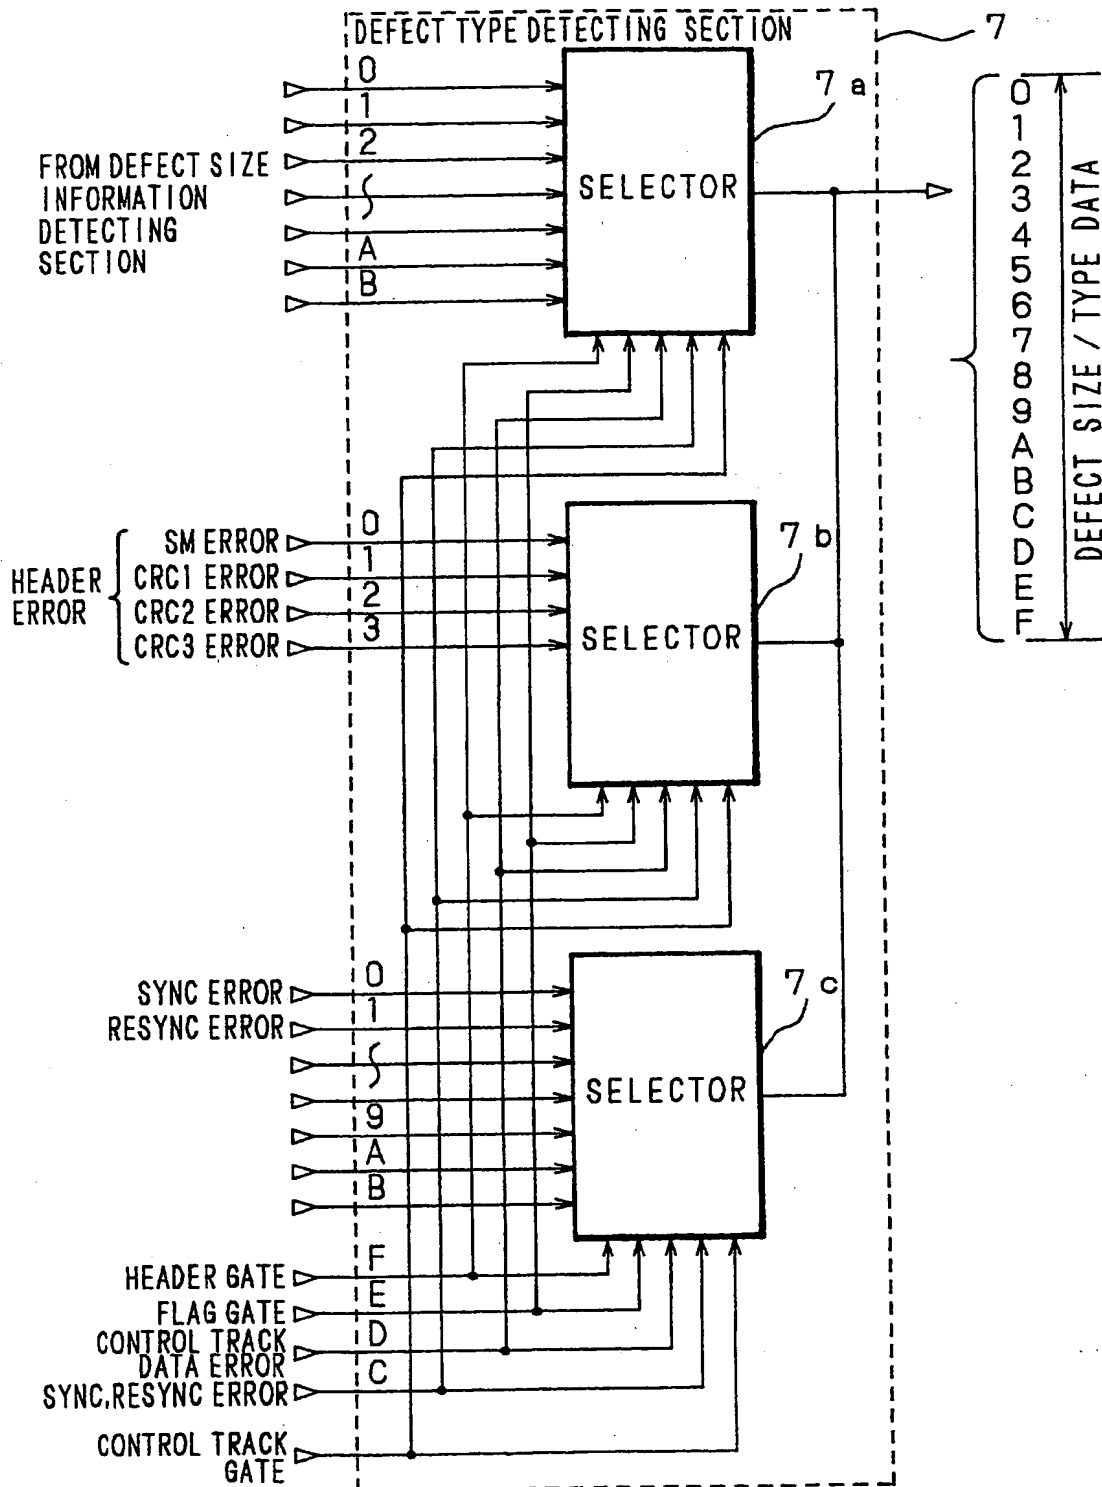 DEFECT TYPE DETECTING SECTION
7
0
1
2
A
B
FROM DEFECT SIZE
INFORMATION
DETECTING
SECTION
SELECTOR
7a
0
1
2
3
4
5
6
7
8
9
A
B
C
D
E
F
DEFECT SIZE / TYPE DATA
HEADER
ERROR
SM ERROR
CRC1 ERROR
CRC2 ERROR
CRC3 ERROR
0
1
2
3
SELECTOR
7b
SYNC ERROR
RESYNC ERROR
0
1
9
A
B
SELECTOR
7c
HEADER GATE
F
FLAG GATE
E
CONTROL TRACK
DATA ERROR
D
SYNC.RESYNC ERROR
C
CONTROL TRACK
GATE